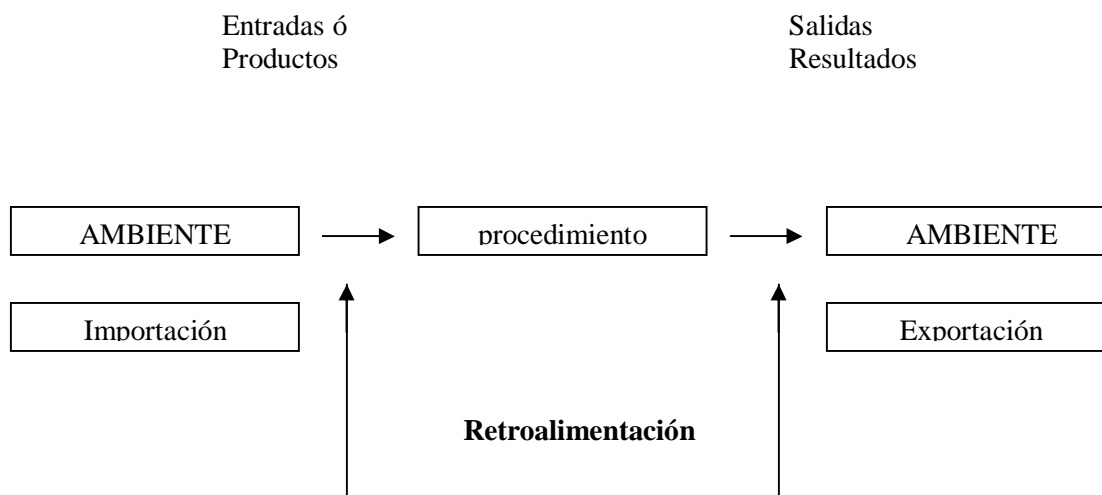 Entradas ó
Productos
Salidas
Resultados
AMBIENTE
procedimiento
AMBIENTE
Importación
Exportación
Retroalimentación